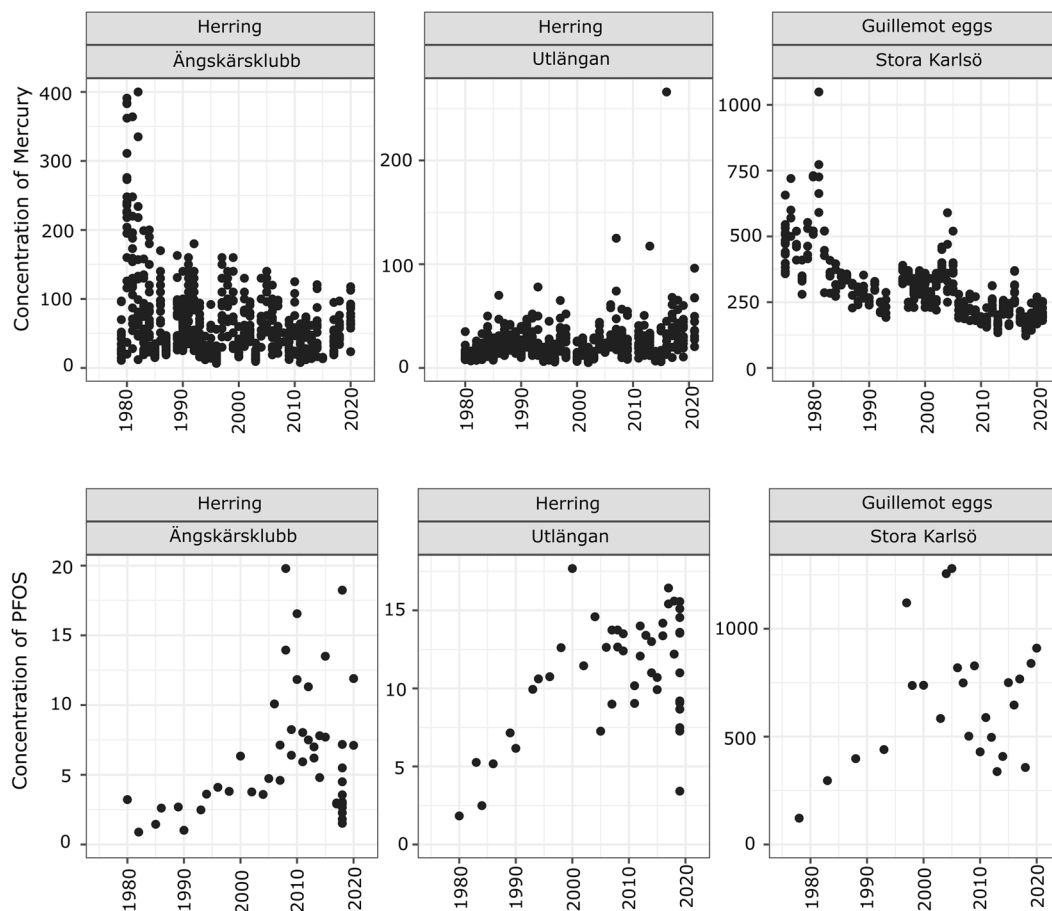 Herring
Ängskärsklubb
Herring
Utlängan
Guillemot eggs
Stora Karlsö
Concentration of Mercury
400
300
200
100
0
200
100
0
1000
750
500
250
0
1980 1990 2000 2010 2020
1980 1990 2000 2010 2020
1980 1990 2000 2010 2020
Herring
Ängskärsklubb
Herring
Utlängan
Guillemot eggs
Stora Karlsö
Concentration of PFOS
20
15
10
5
0
15
10
5
0
1000
500
0
1980 1990 2000 2010 2020
1980 1990 2000 2010 2020
1980 1990 2000 2010 2020